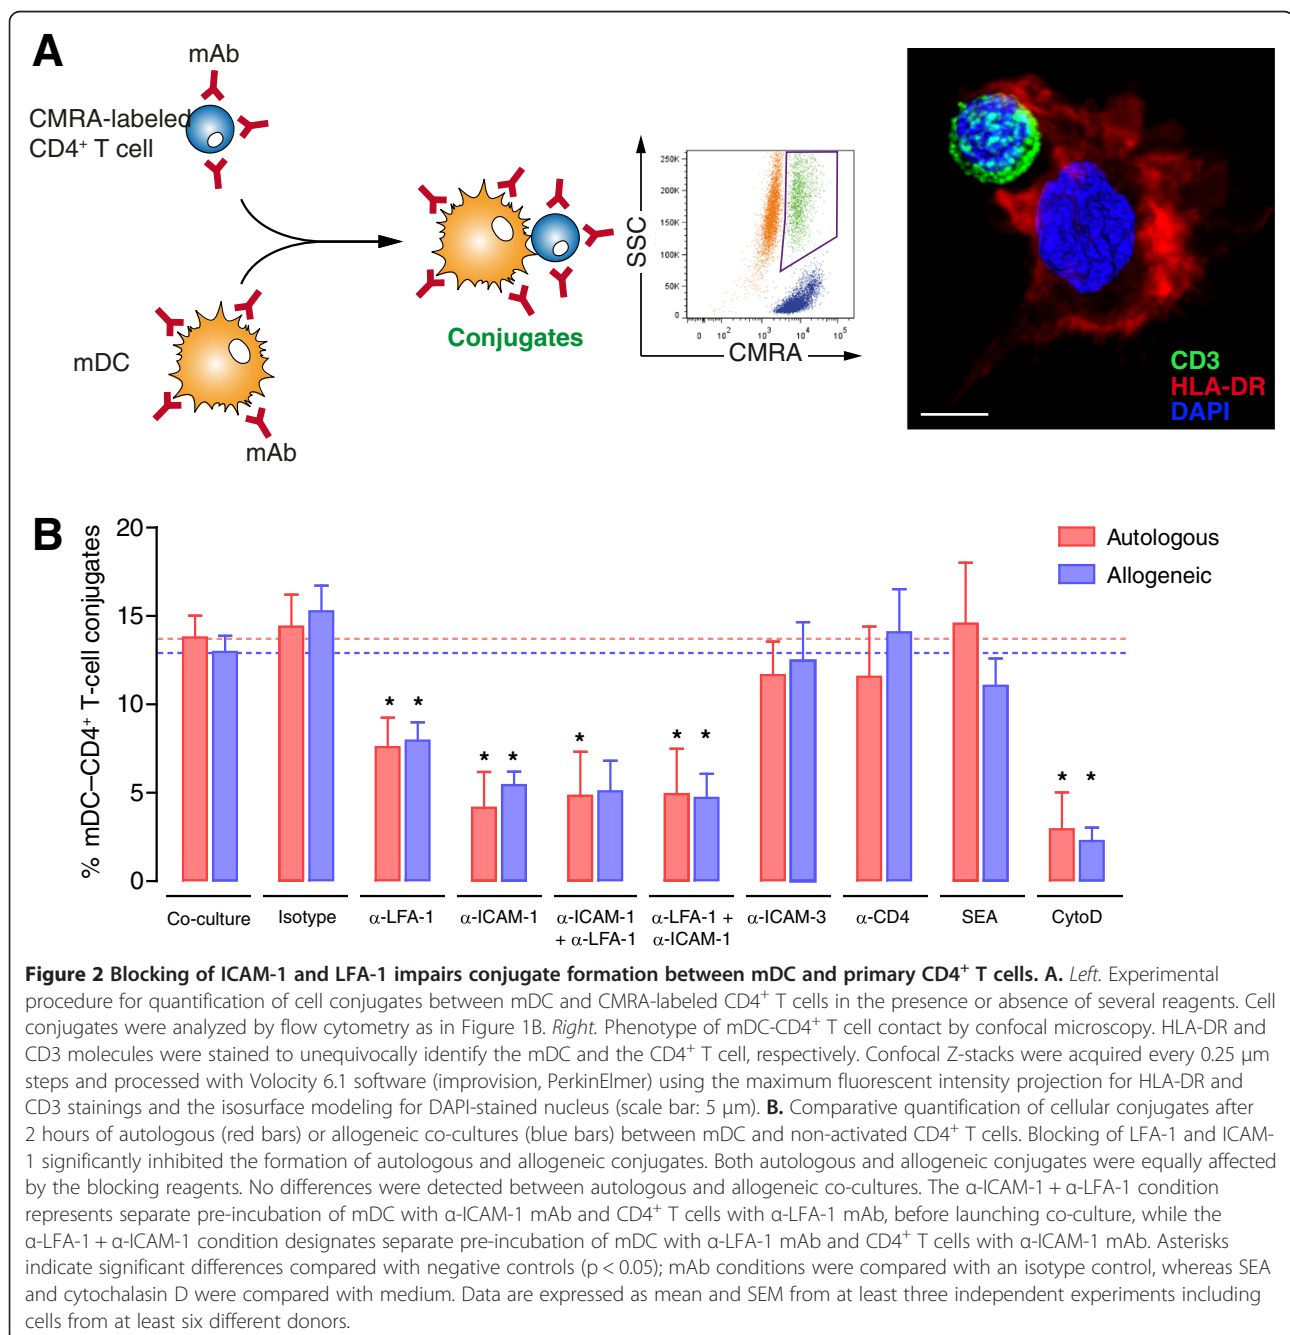 A
mAb
CMRA-labeled
CD4+ T cell
mDC
mAb
Conjugates
SSC
250K
200K
150K
100K
50K
0
0 10^2 10^3 10^4 10^5
CMRA
CD3
HLA-DR
DAPI
B
% mDC–CD4+ T-cell conjugates
20
15
10
5
0
Autologous
Allogeneic
* * * * * * * * *
Co-culture Isotype α-LFA-1 α-ICAM-1 α-ICAM-1 + α-LFA-1 α-LFA-1 + α-ICAM-1 α-ICAM-3 α-CD4 SEA CytoD
Figure 2 Blocking of ICAM-1 and LFA-1 impairs conjugate formation between mDC and primary CD4+ T cells. A. Left. Experimental
procedure for quantification of cell conjugates between mDC and CMRA-labeled CD4+ T cells in the presence or absence of several reagents. Cell
conjugates were analyzed by flow cytometry as in Figure 1B. Right. Phenotype of mDC-CD4+ T cell contact by confocal microscopy. HLA-DR and
CD3 molecules were stained to unequivocally identify the mDC and the CD4+ T cell, respectively. Confocal Z-stacks were acquired every 0.25 μm
steps and processed with Volocity 6.1 software (improvision, PerkinElmer) using the maximum fluorescent intensity projection for HLA-DR and
CD3 stainings and the isosurface modeling for DAPI-stained nucleus (scale bar: 5 μm). B. Comparative quantification of cellular conjugates after
2 hours of autologous (red bars) or allogeneic co-cultures (blue bars) between mDC and non-activated CD4+ T cells. Blocking of LFA-1 and ICAM-
1 significantly inhibited the formation of autologous and allogeneic conjugates. Both autologous and allogeneic conjugates were equally affected
by the blocking reagents. No differences were detected between autologous and allogeneic co-cultures. The α-ICAM-1 + α-LFA-1 condition
represents separate pre-incubation of mDC with α-ICAM-1 mAb and CD4+ T cells with α-LFA-1 mAb, before launching co-culture, while the
α-LFA-1 + α-ICAM-1 condition designates separate pre-incubation of mDC with α-LFA-1 mAb and CD4+ T cells with α-ICAM-1 mAb. Asterisks
indicate significant differences compared with negative controls (p < 0.05); mAb conditions were compared with an isotype control, whereas SEA
and cytochalasin D were compared with medium. Data are expressed as mean and SEM from at least three independent experiments including
cells from at least six different donors.